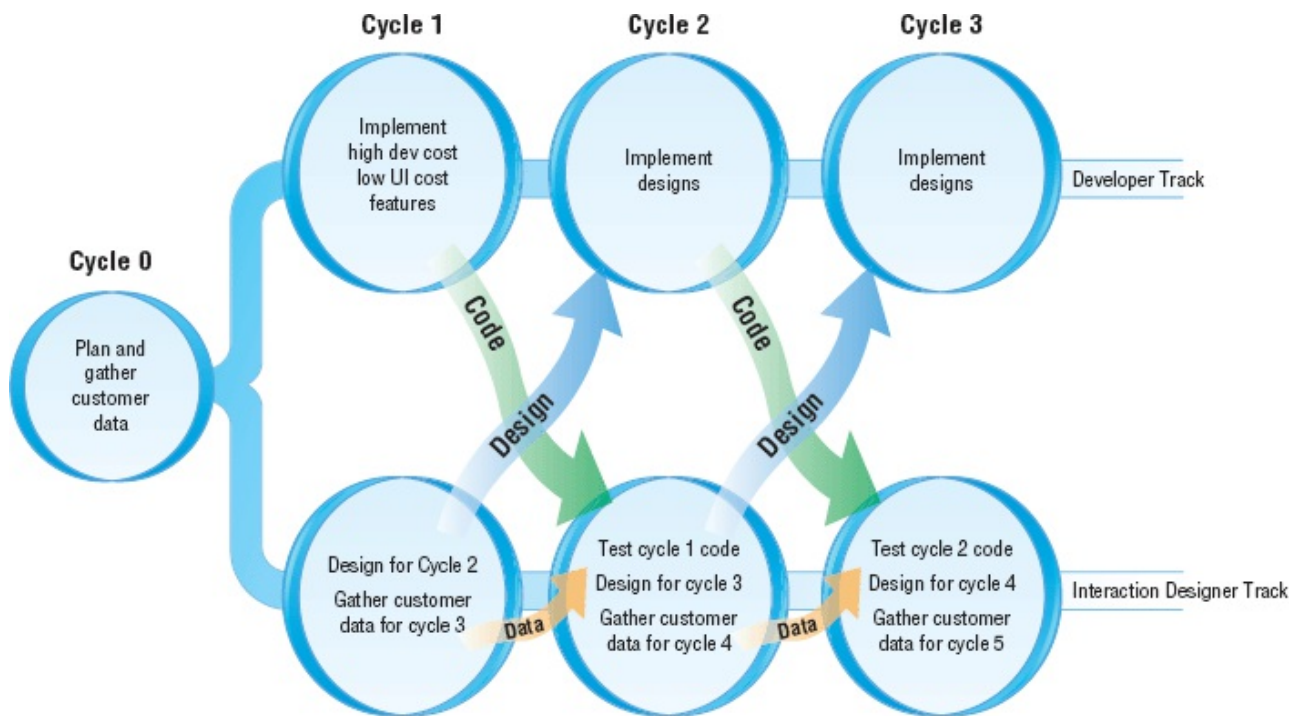 Cycle 1
Cycle 2
Cycle 3
Implement
high dev cost
low UI cost
features
Implement
designs
Implement
designs
Developer Track
Cycle 0
Plan and
gather
customer
data
Code
Design
Code
Design
Design for Cycle 2
Gather customer
data for cycle 3
Data
Test cycle 1 code
Design for cycle 3
Gather customer
data for cycle 4
Data
Test cycle 2 code
Design for cycle 4
Gather customer
data for cycle 5
Interaction Designer Track